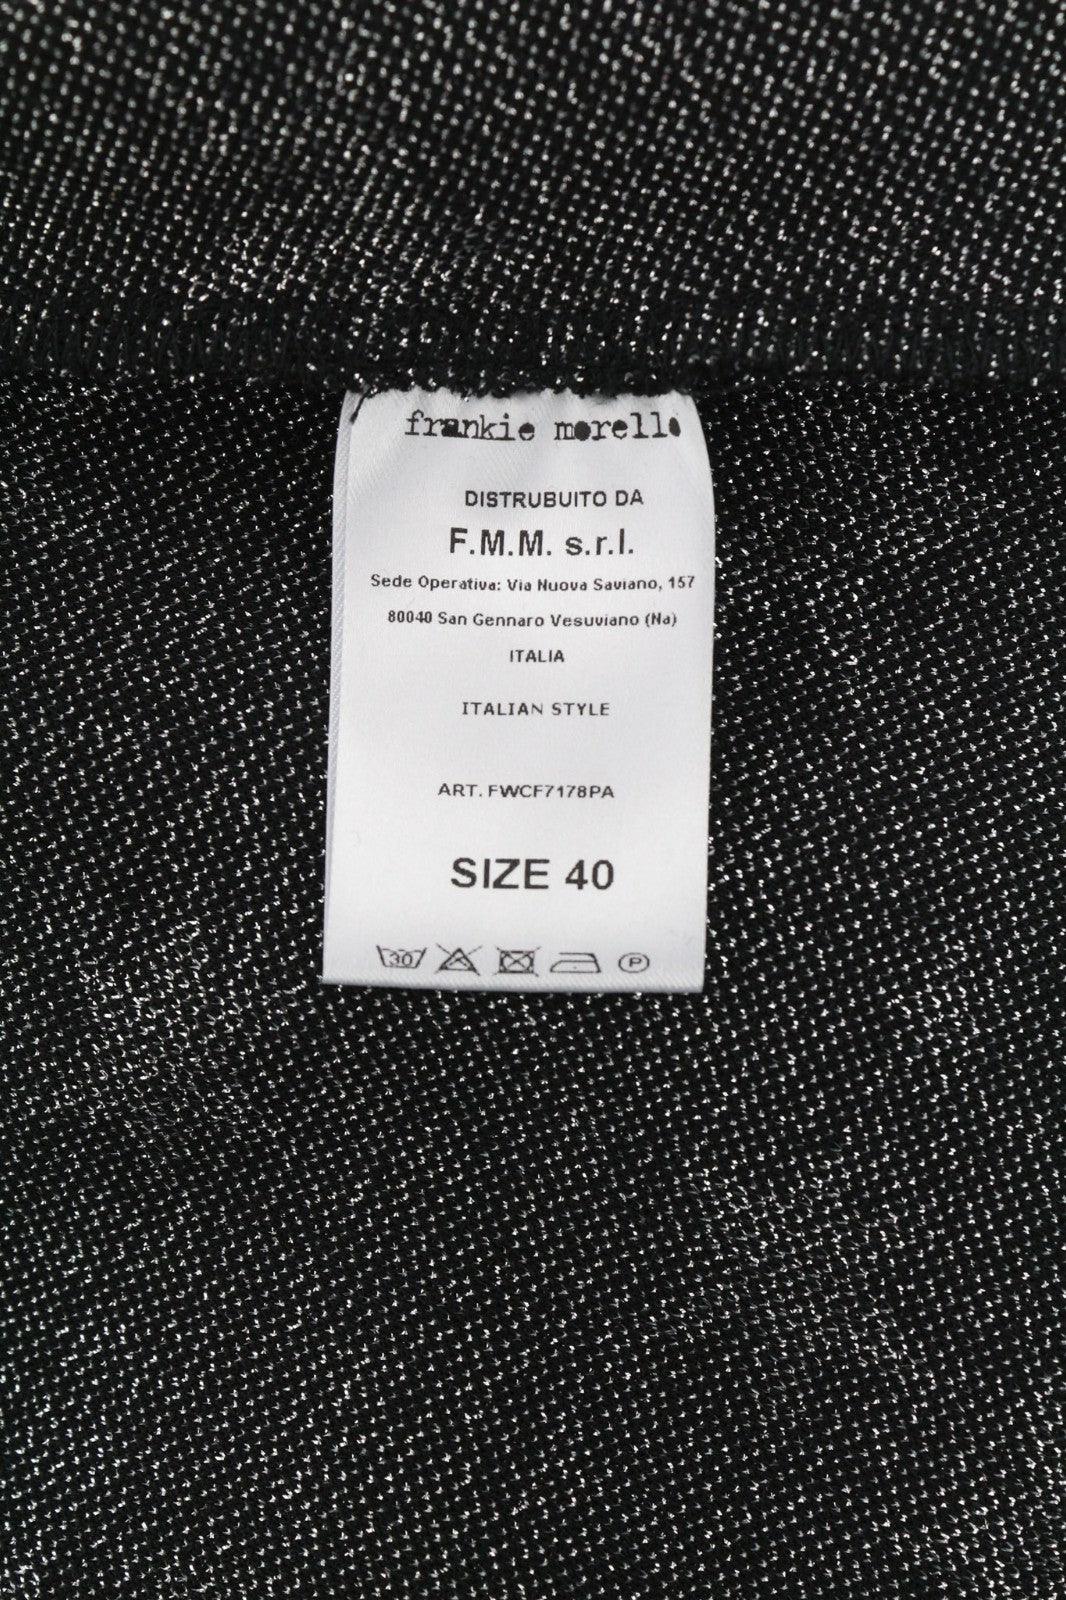 frankie morello
DISTRUBUITO DA
F.M.M. s.r.l.
Sede Operativa: Via Nuova Saviano, 157
80040 San Gennaro Vesuviano (Na)
ITALIA
ITALIAN STYLE
ART. FWCF7178PA
SIZE 40
30 P